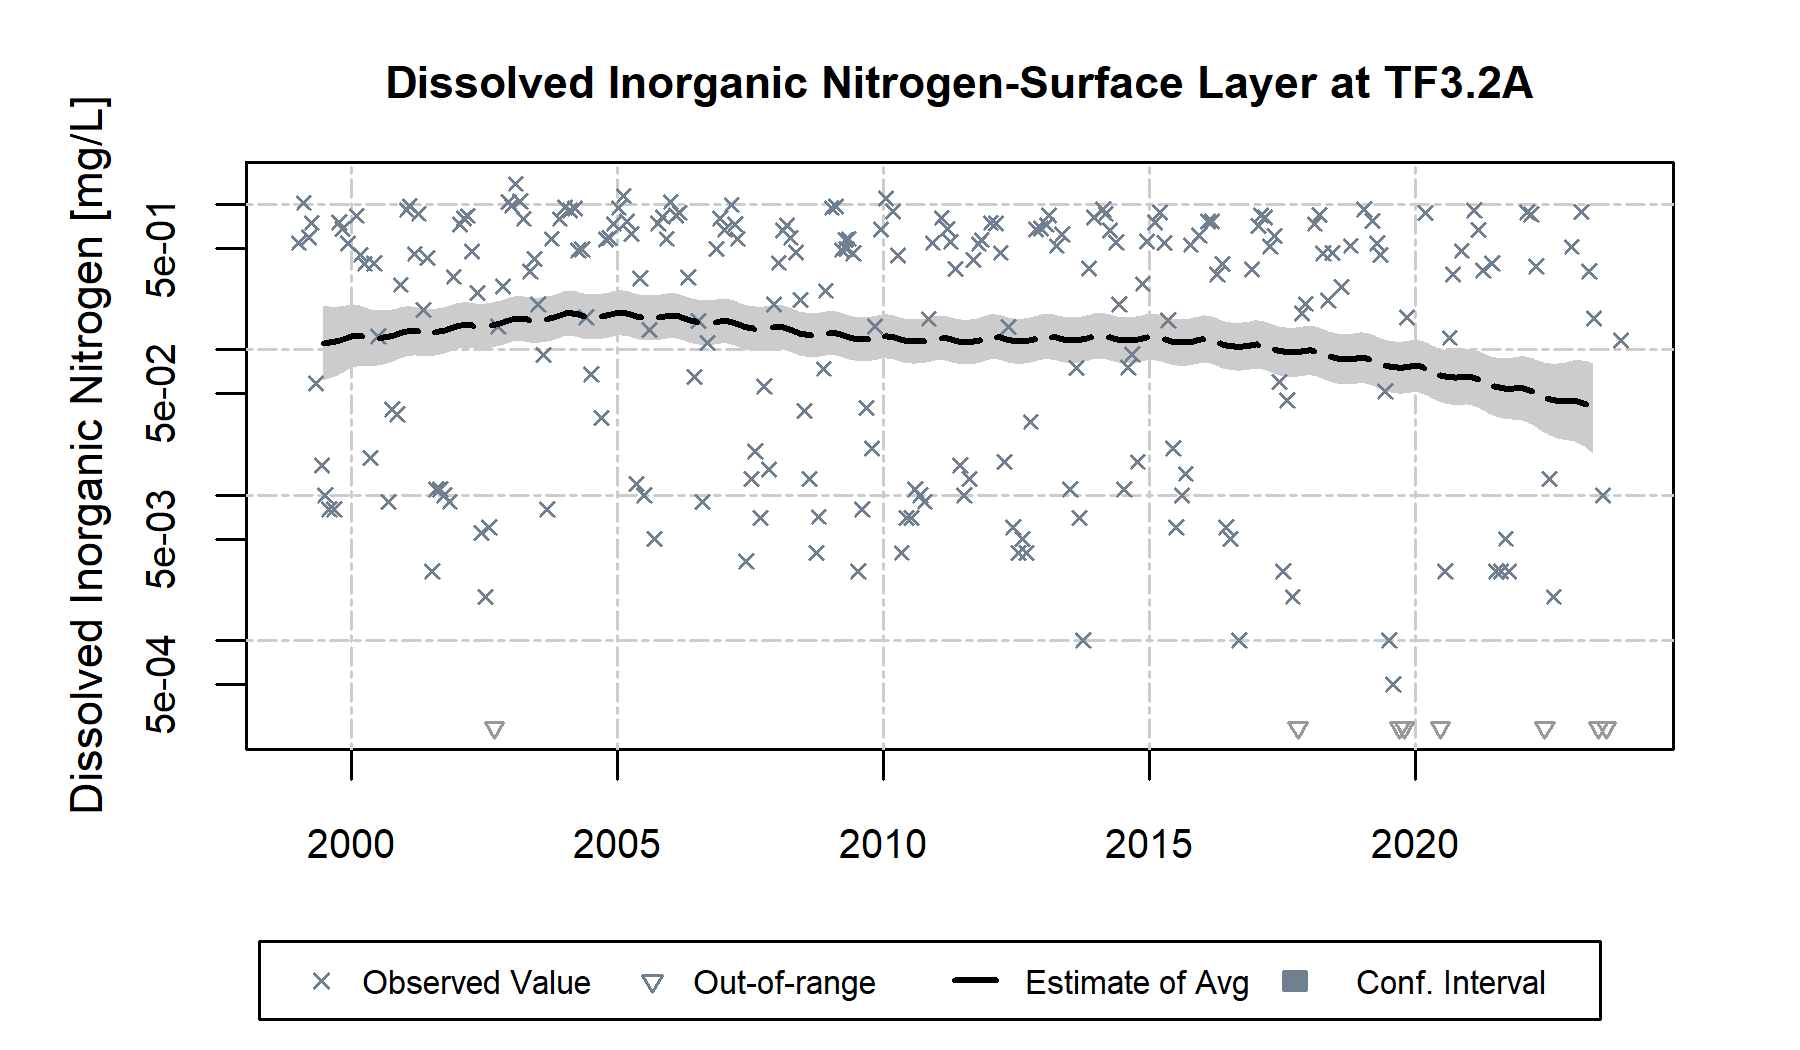 Dissolved Inorganic Nitrogen-Surface Layer at TF3.2A
Dissolved Inorganic Nitrogen [mg/L]
5e-01
5e-02
5e-03
5e-04
2000 2005 2010 2015 2020
Observed Value Out-of-range Estimate of Avg Conf. Interval